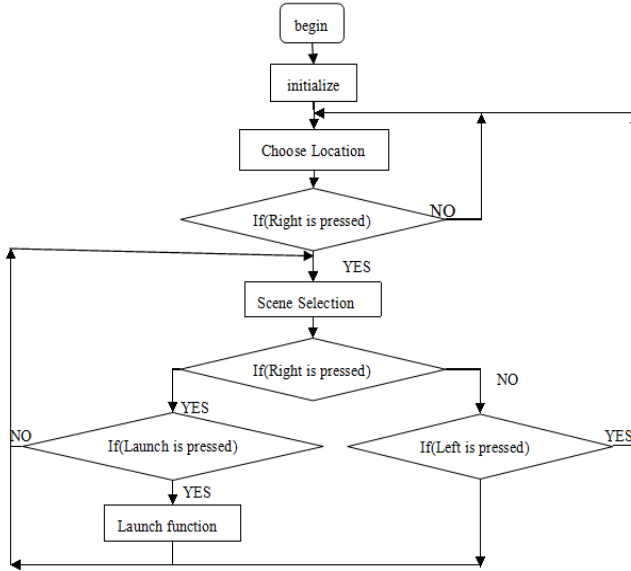 begin
initialize
Choose Location
If(Right is pressed)
NO
YES
Scene Selection
If(Right is pressed)
NO
YES
NO
If(Launch is pressed)
If(Left is pressed)
YES
YES
Launch function